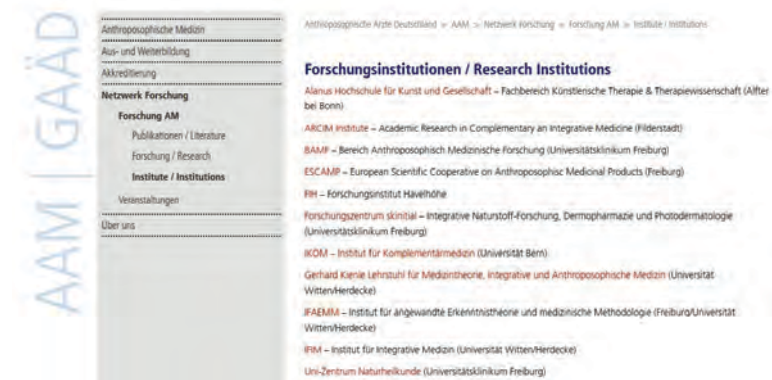 AAM | GAÄD
Anthroposophische Medizin
Aus- und Weiterbildung
Akkreditierung
Netzwerk Forschung
Forschung AM
Publikationen / Literature
Forschung / Research
Institute / Institutions
Veranstaltungen
Über uns
Anthroposophische Ärzte Deutschland » AAM » Netzwerk Forschung » Forschung AM » Institute / Institutions
Forschungsinstitutionen / Research Institutions
Alanus Hochschule für Kunst und Gesellschaft – Fachbereich Künstlerische Therapie & Therapiewissenschaft (Alfter
bei Bonn)
ARCIM Institute – Academic Research in Complementary an Integrative Medicine (Filderstadt)
BAMF – Bereich Anthroposophisch Medizinische Forschung (Universitätsklinikum Freiburg)
ESCAMP – European Scientific Cooperative on Anthroposophisc Medicinal Products (Freiburg)
FIH – Forschungsinstitut Havelhöhe
Forschungszentrum skinitial – Integrative Naturstoff-Forschung, Dermopharmazie und Photodermatologie
(Universitätsklinikum Freiburg)
IKOM – Institut für Komplementärmedizin (Universität Bern)
Gerhard Kienle Lehrstuhl für Medizintheorie, Integrative und Anthroposophische Medizin (Universität
Witten/Herdecke)
IFAEMM – Institut für angewandte Erkenntnistheorie und medizinische Methodologie (Freiburg/Universität
Witten/Herdecke)
IFIM – Institut für Integrative Medizin (Universität Witten/Herdecke)
Uni-Zentrum Naturheilkunde (Universitätsklinikum Freiburg)